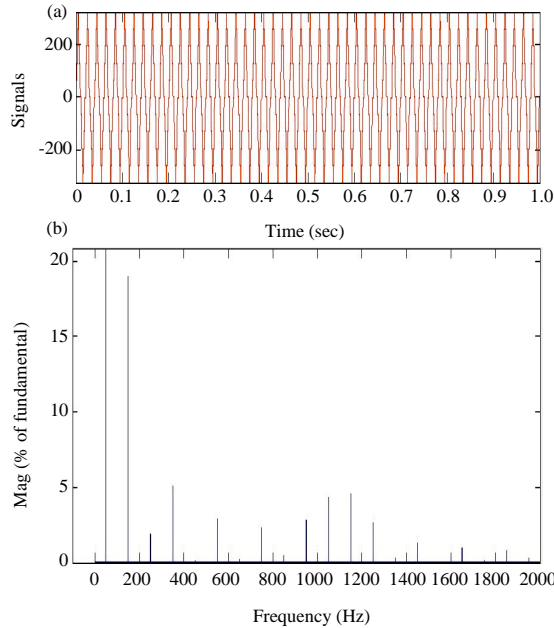 (a)
Signals
200
0
-200
0 0.1 0.2 0.3 0.4 0.5 0.6 0.7 0.8 0.9 1.0
Time (sec)
(b)
Mag (% of fundamental)
20
15
10
5
0
0 200 400 600 800 1000 1200 1400 1600 1800 2000
Frequency (Hz)